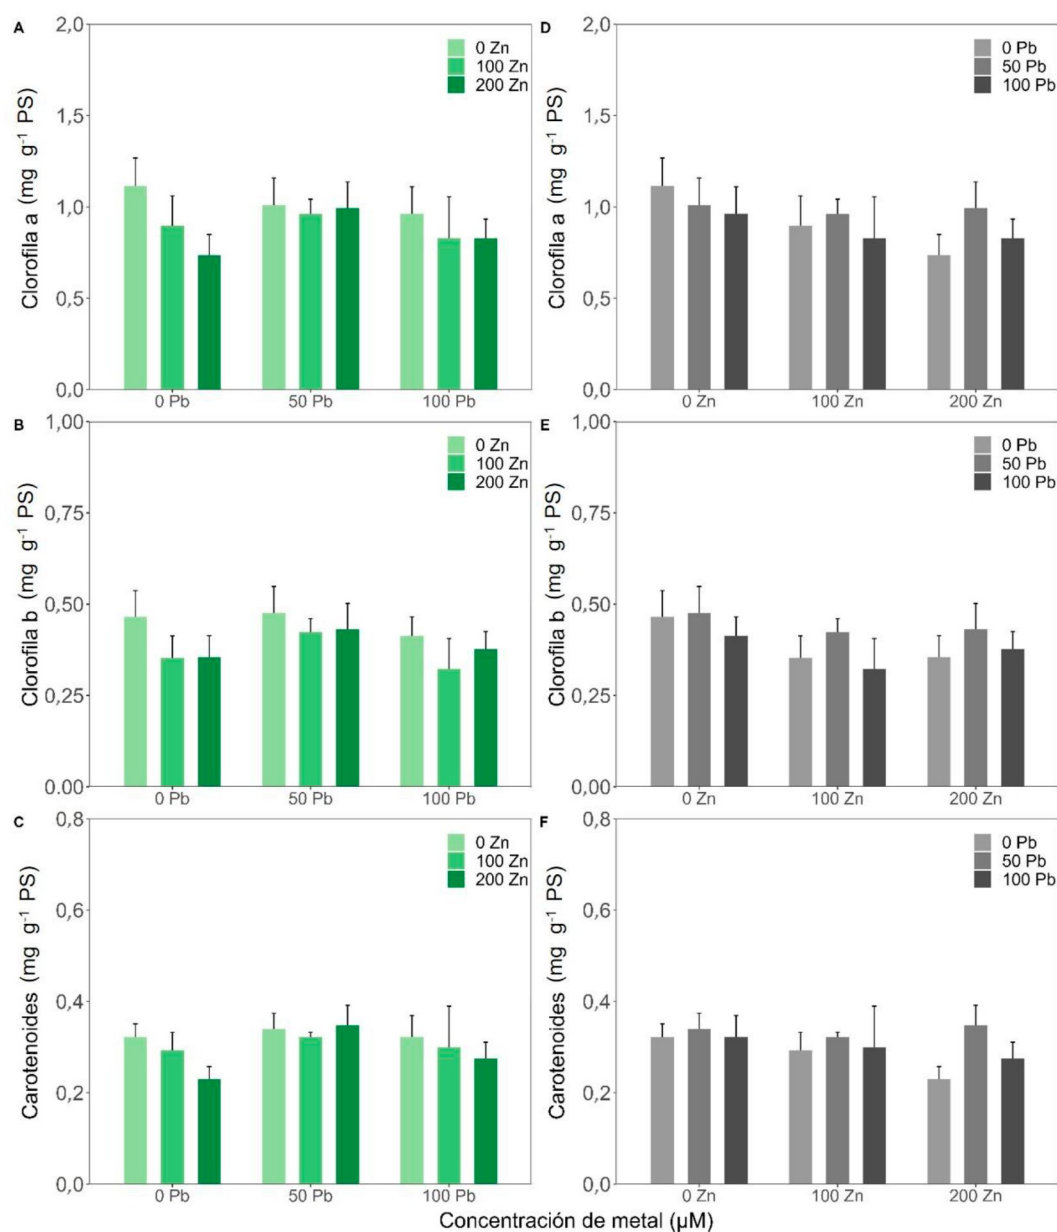 A
Clorofila a (mg g⁻¹ PS)
2,0
1,5
1,0
0,5
0,0
0 Zn
100 Zn
200 Zn
0 Pb
50 Pb
100 Pb
D
Clorofila a (mg g⁻¹ PS)
2,0
1,5
1,0
0,5
0,0
0 Pb
50 Pb
100 Pb
0 Zn
100 Zn
200 Zn
B
Clorofila b (mg g⁻¹ PS)
1,00
0,75
0,50
0,25
0.00
0 Zn
100 Zn
200 Zn
0 Pb
50 Pb
100 Pb
E
Clorofila b (mg g⁻¹ PS)
1,00
0,75
0,50
0,25
0.00
0 Pb
50 Pb
100 Pb
0 Zn
100 Zn
200 Zn
C
Carotenoides (mg g⁻¹ PS)
0,8
0,6
0,4
0,2
0,0
0 Zn
100 Zn
200 Zn
0 Pb
50 Pb
100 Pb
F
Carotenoides (mg g⁻¹ PS)
0,8
0,6
0,4
0,2
0,0
0 Pb
50 Pb
100 Pb
0 Zn
100 Zn
200 Zn
Concentración de metal (µM)